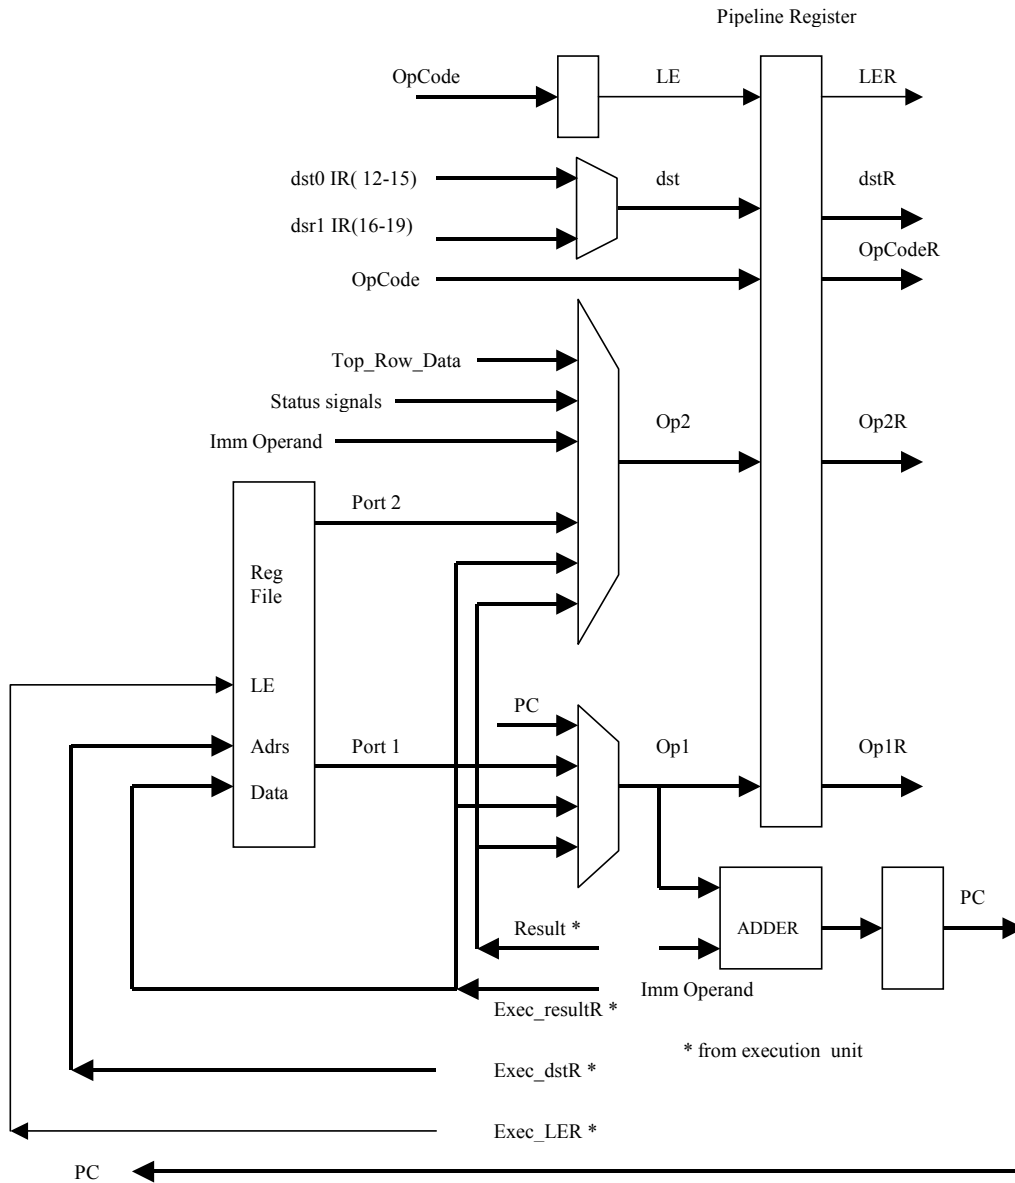 Pipeline Register
OpCode
LE
LER
dst0 IR( 12-15)
dst
dstR
dsr1 IR(16-19)
OpCodeR
OpCode
Top_Row_Data
Status signals
Op2
Op2R
Imm Operand
Port 2
Reg
File
LE
PC
Adrs
Port 1
Op1
Op1R
Data
PC
Result *
ADDER
Imm Operand
Exec_resultR *
* from execution unit
Exec_dstR *
Exec_LER *
PC